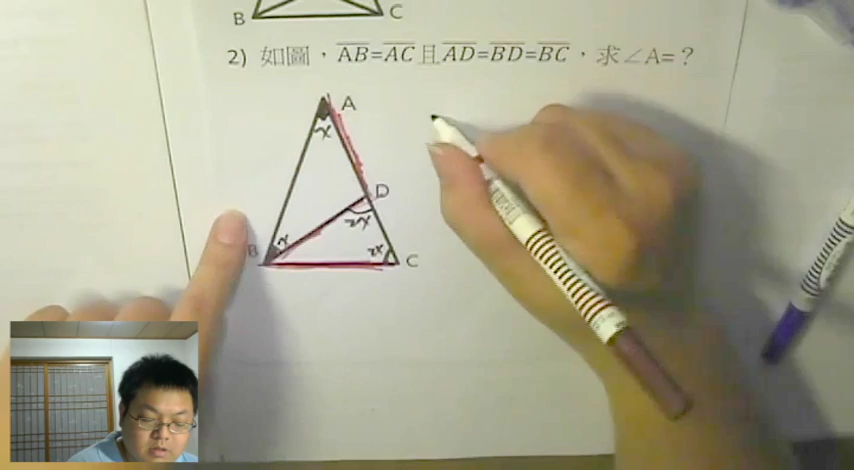 B C
2) 如圖，AB=AC且AD=BD=BC，求∠A=？
A
x
D
2x
B x 2x C